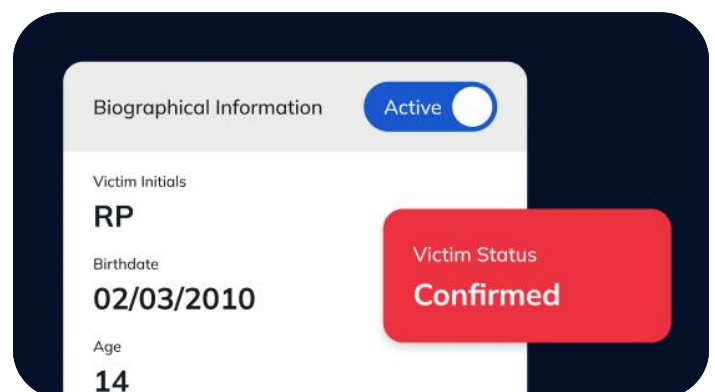 Biographical Information
Active
Victim Initials
RP
Birthdate
02/03/2010
Victim Status
Confirmed
Age
14